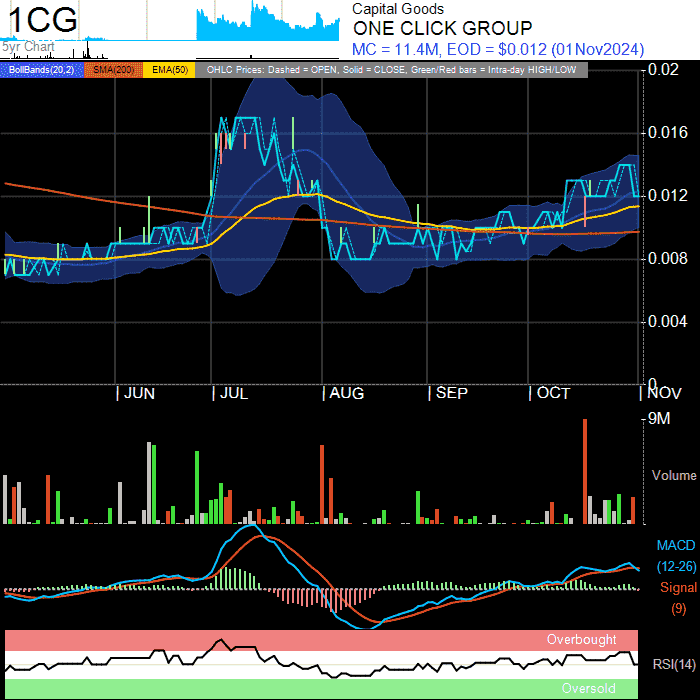 1CG
5yr Chart
Capital Goods
ONE CLICK GROUP
MC = 11.4M, EOD = $0.012 (01Nov2024)
BollBands(20,2) SMA(200) EMA(50) OHLC Prices: Dashed = OPEN, Solid = CLOSE, Green/Red bars = Intra-day HIGH/LOW
0.02
0.016
0.012
0.008
0.004
0
JUN JUL AUG SEP OCT NOV
9M
Volume
MACD
(12-26)
Signal
(9)
Overbought
RSI(14)
Oversold